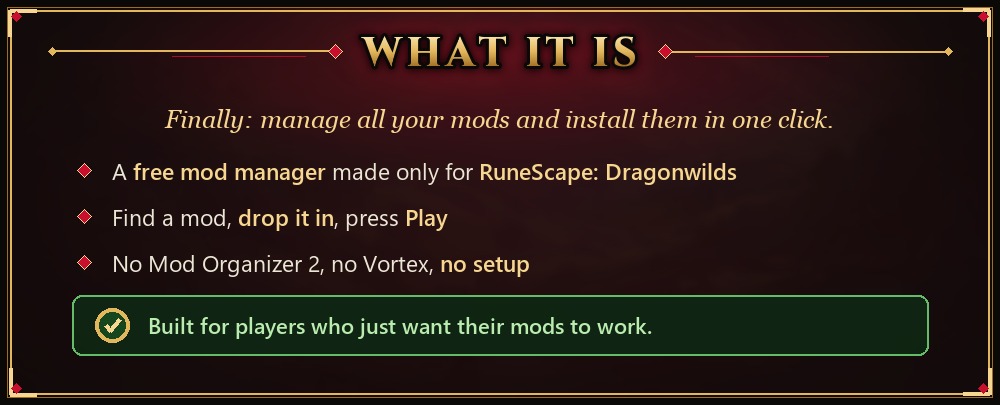 WHAT IT IS
Finally: manage all your mods and install them in one click.
A free mod manager made only for RuneScape: Dragonwilds
Find a mod, drop it in, press Play
No Mod Organizer 2, no Vortex, no setup
Built for players who just want their mods to work.